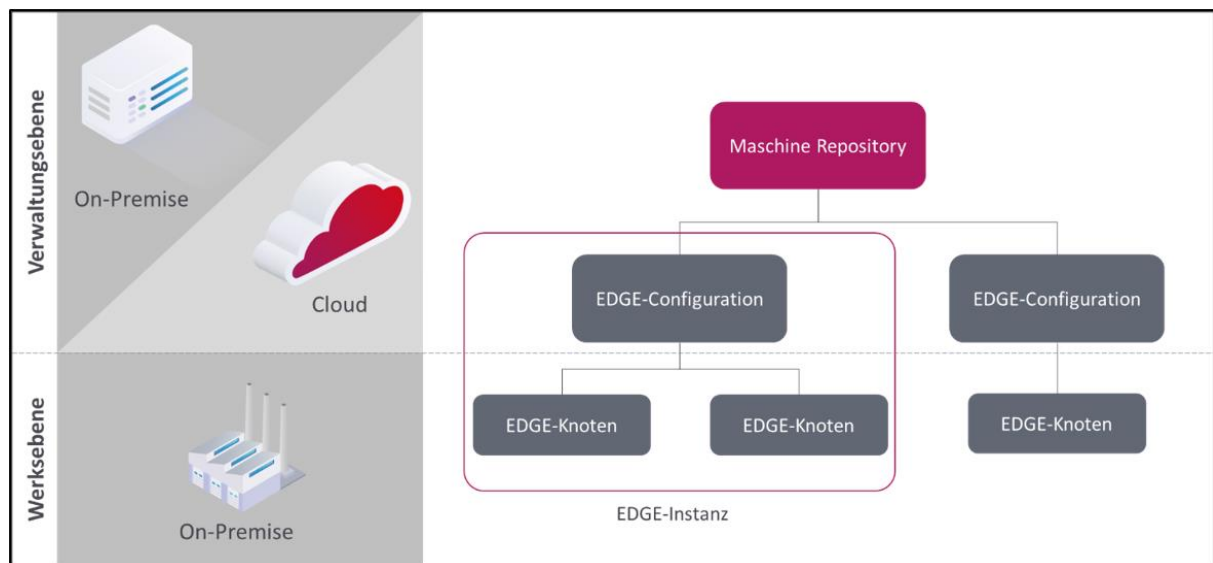 Verwaltungsebene
On-Premise
Cloud
Maschine Repository
EDGE-Configuration
EDGE-Configuration
Werksebene
On-Premise
EDGE-Knoten
EDGE-Knoten
EDGE-Knoten
EDGE-Instanz